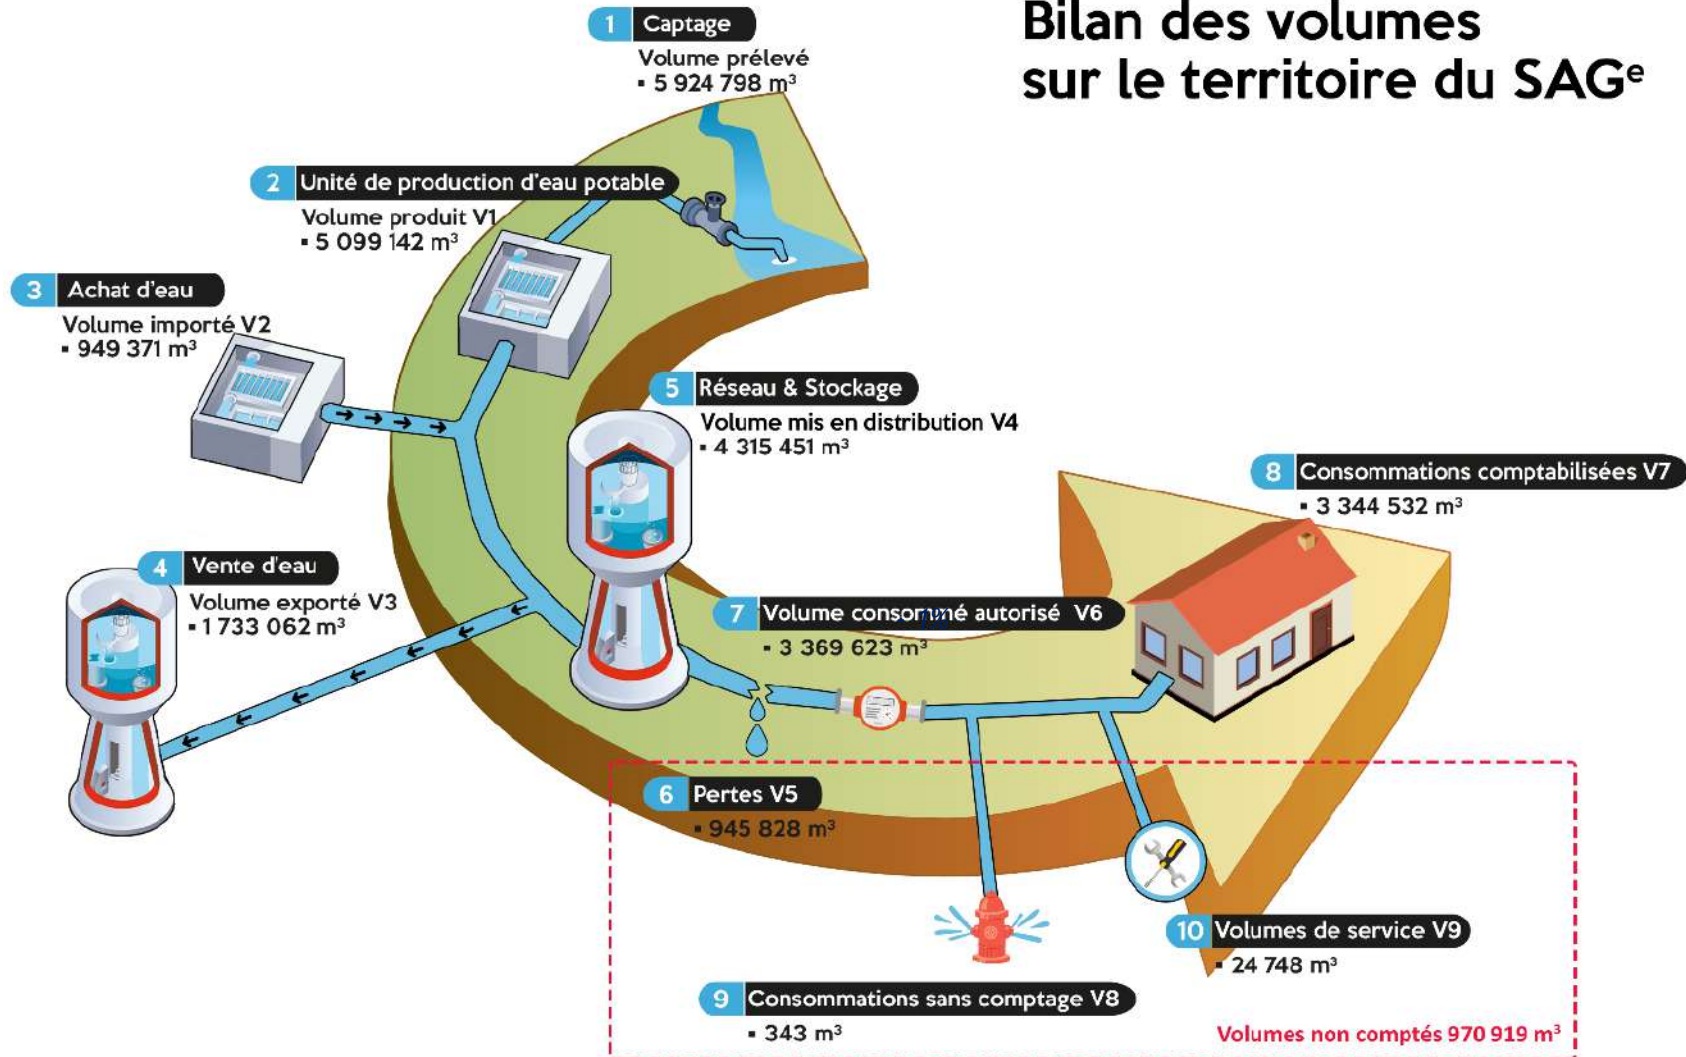 Bilan des volumes
sur le territoire du SAGe
1 Captage
Volume prélevé
▪ 5 924 798 m³
2 Unité de production d'eau potable
Volume produit V1
▪ 5 099 142 m³
3 Achat d'eau
Volume importé V2
▪ 949 371 m³
5 Réseau & Stockage
Volume mis en distribution V4
▪ 4 315 451 m³
8 Consommations comptabilisées V7
▪ 3 344 532 m³
4 Vente d'eau
Volume exporté V3
▪ 1 733 062 m³
7 Volume consommé autorisé V6
▪ 3 369 623 m³
6 Pertes V5
▪ 945 828 m³
10 Volumes de service V9
▪ 24 748 m³
9 Consommations sans comptage V8
▪ 343 m³
Volumes non comptés 970 919 m³